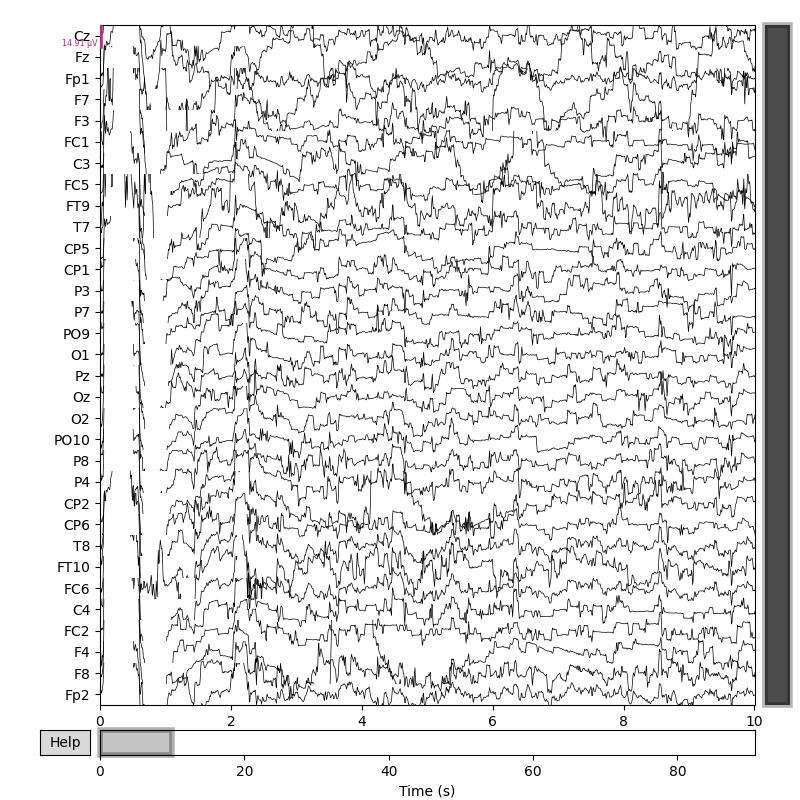 Cz
14.91 µV
Fz
Fp1
F7
F3
FC1
C3
FC5
FT9
T7
CP5
CP1
P3
P7
PO9
O1
Pz
Oz
O2
PO10
P8
P4
CP2
CP6
T8
FT10
FC6
C4
FC2
F4
F8
Fp2
0 2 4 6 8 10
Help
0 20 40 60 80
Time (s)